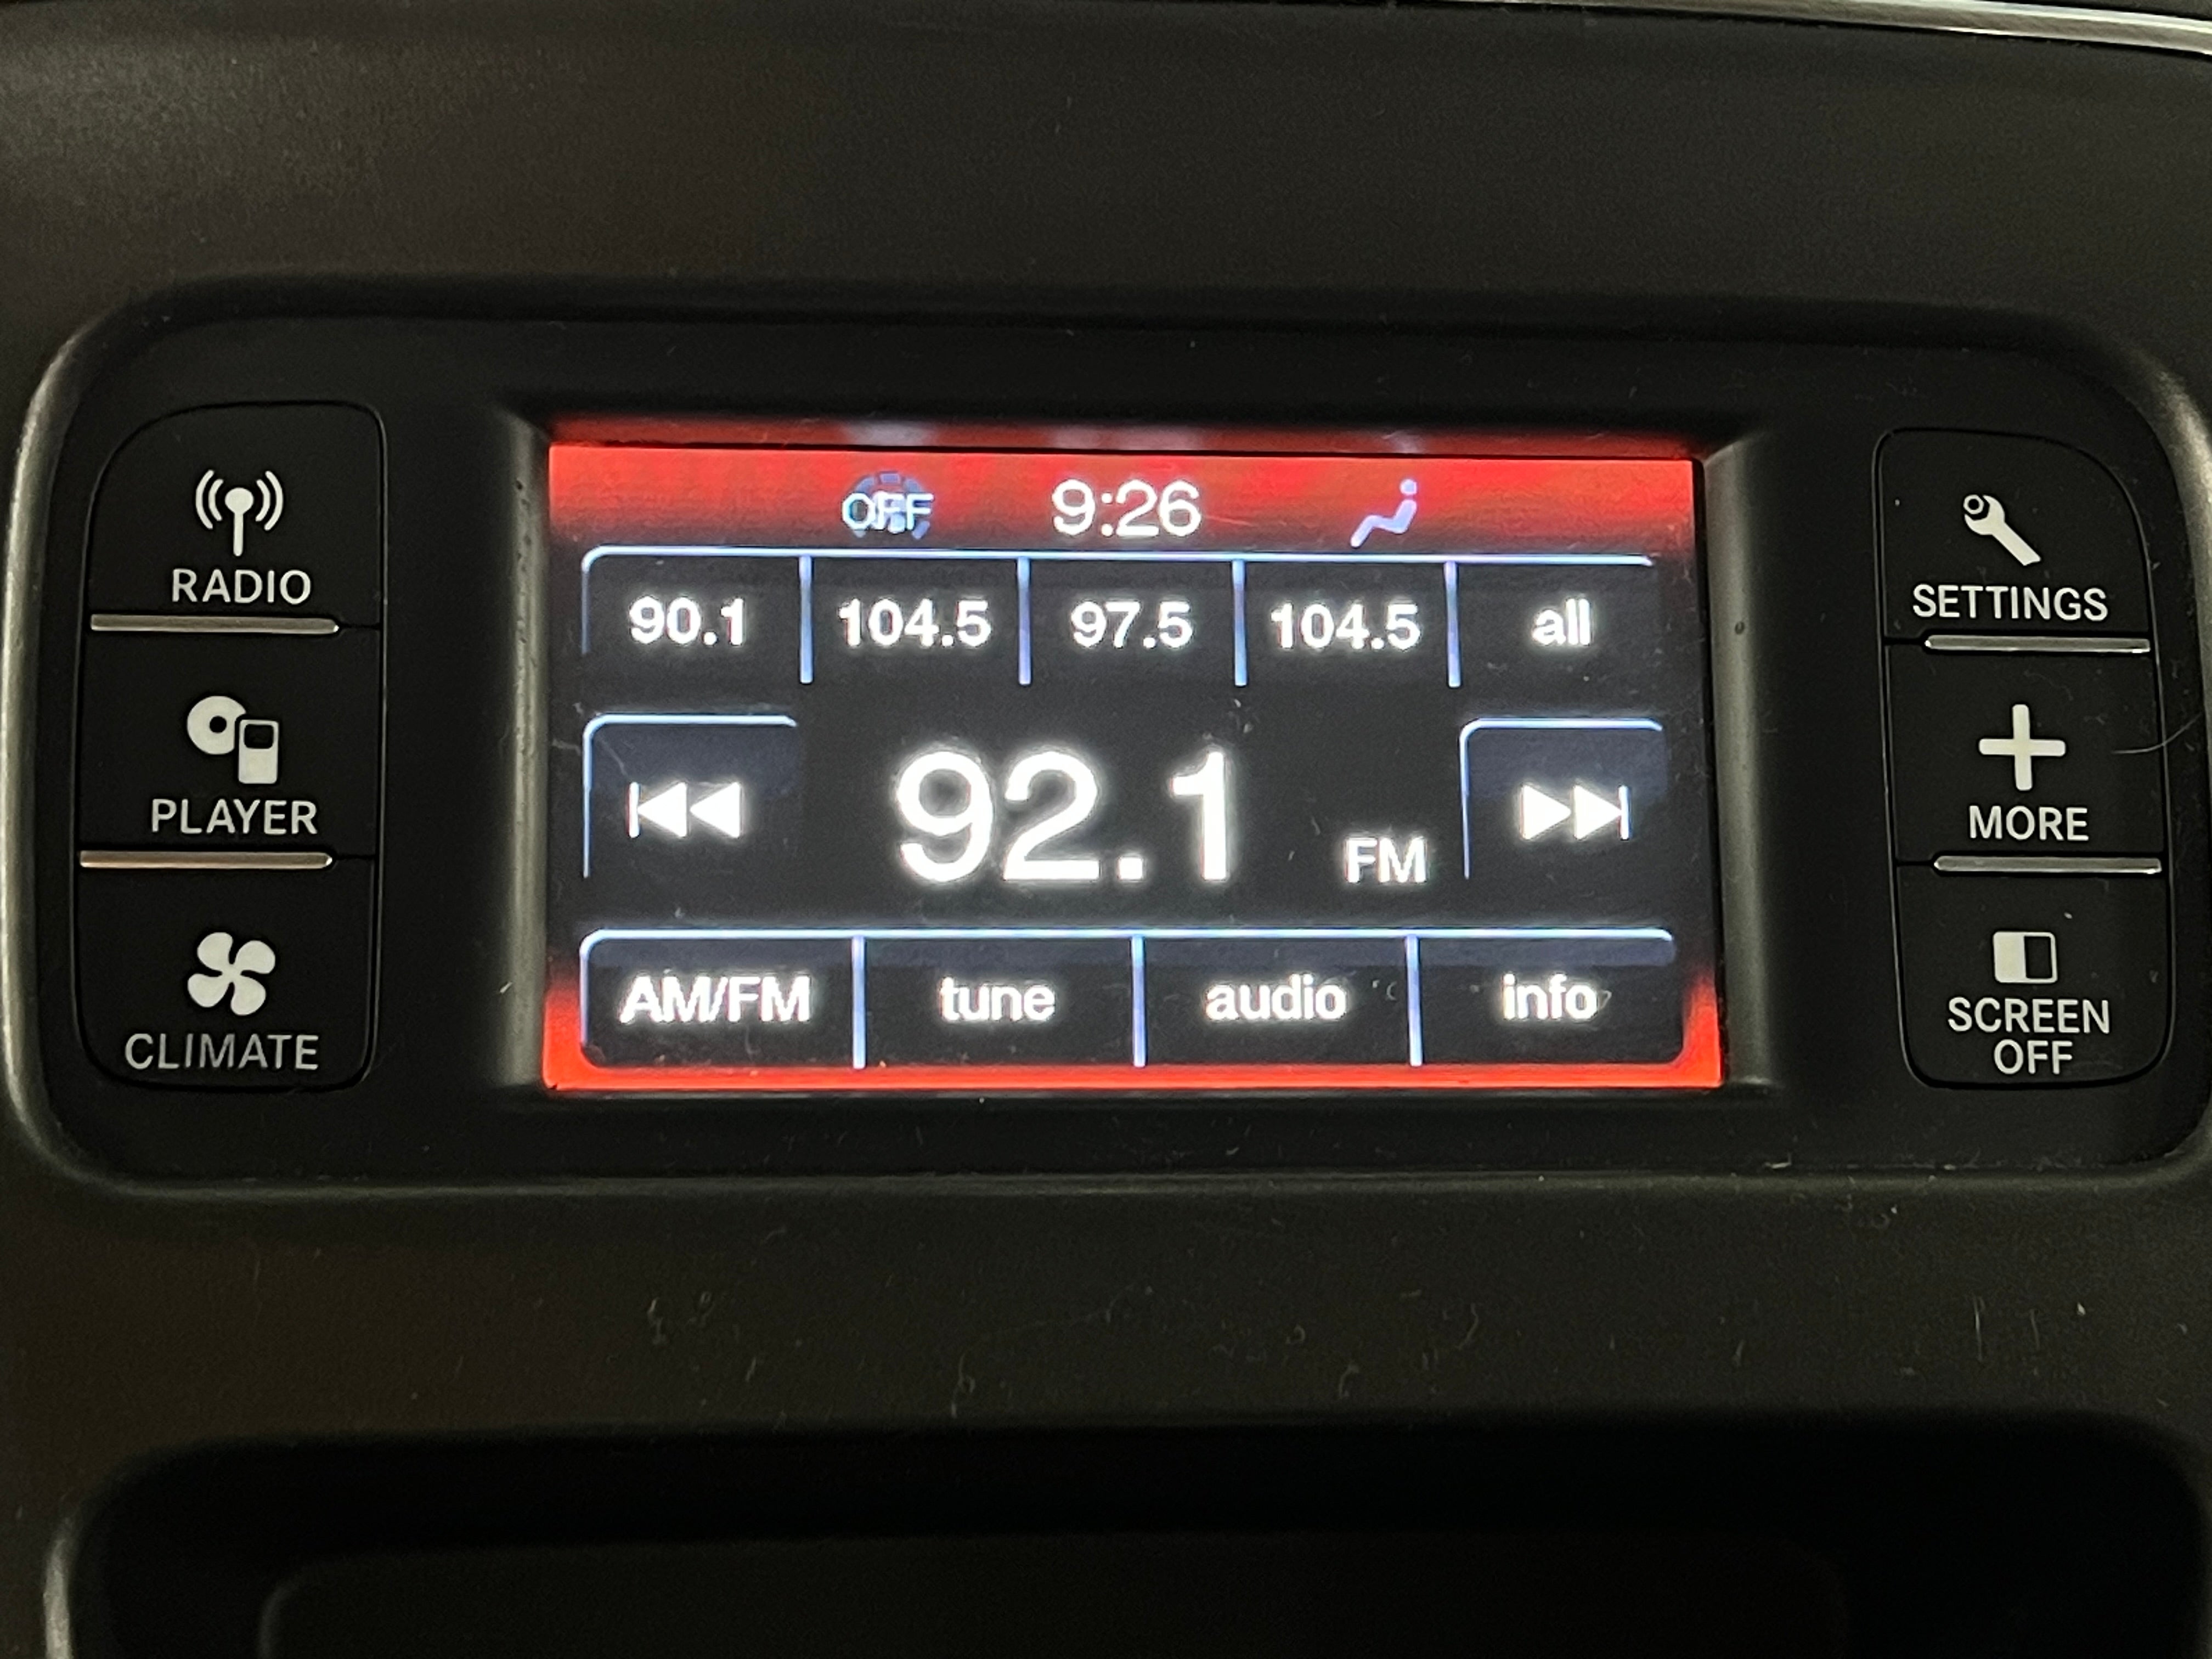 RADIO
PLAYER
CLIMATE
OFF 9:26
90.1 104.5 97.5 104.5 all
92.1 FM
AM/FM tune audio info
SETTINGS
MORE
SCREEN
OFF